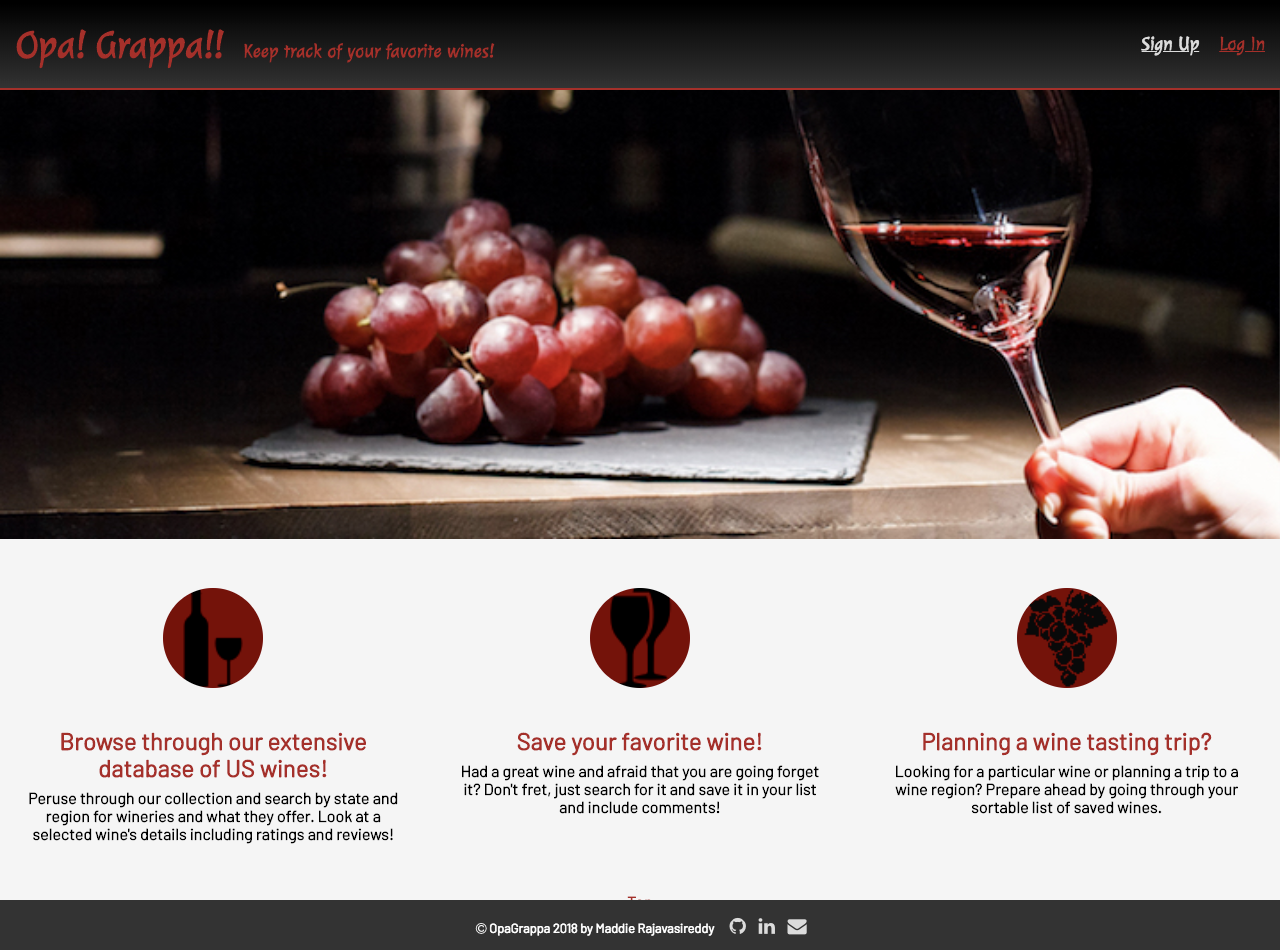 Opa! Grappa!! Keep track of your favorite wines! Sign Up Log In
Browse through our extensive
database of US wines!
Peruse through our collection and search by state and
region for wineries and what they offer. Look at a
selected wine's details including ratings and reviews!
Save your favorite wine!
Had a great wine and afraid that you are going forget
it? Don't fret, just search for it and save it in your list
and include comments!
Planning a wine tasting trip?
Looking for a particular wine or planning a trip to a
wine region? Prepare ahead by going through your
sortable list of saved wines.
© OpaGrappa 2018 by Maddie Rajavasireddy